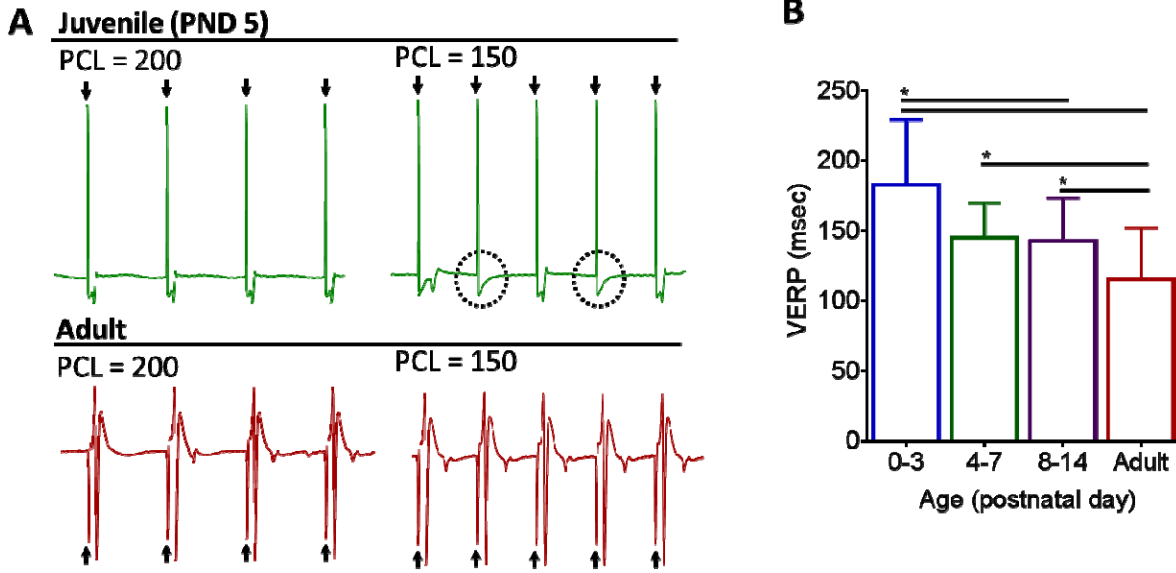 A
Juvenile (PND 5)
PCL = 200
PCL = 150
Adult
PCL = 200
PCL = 150
B
VERP (msec)
250
200
150
100
50
0
*
*
*
0-3
4-7
8-14
Adult
Age (postnatal day)